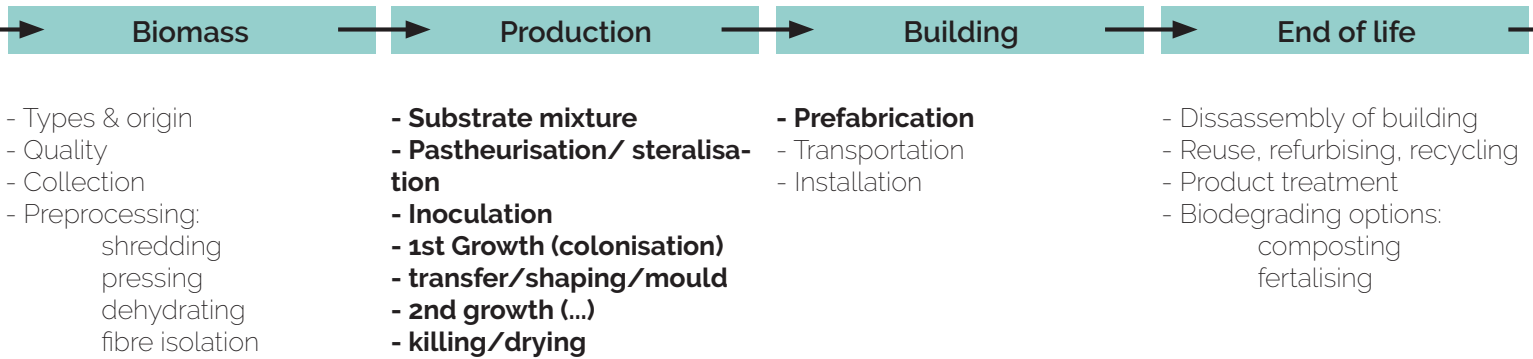 Biomass
- Types & origin
- Quality
- Collection
- Preprocessing:
shredding
pressing
dehydrating
fibre isolation
Production
- Substrate mixture
- Pastheurisation/ steralisa-
tion
- Inoculation
- 1st Growth (colonisation)
- transfer/shaping/mould
- 2nd growth (...)
- killing/drying
Building
- Prefabrication
- Transportation
- Installation
End of life
- Dissassembly of building
- Reuse, refurbising, recycling
- Product treatment
- Biodegrading options:
composting
fertalising